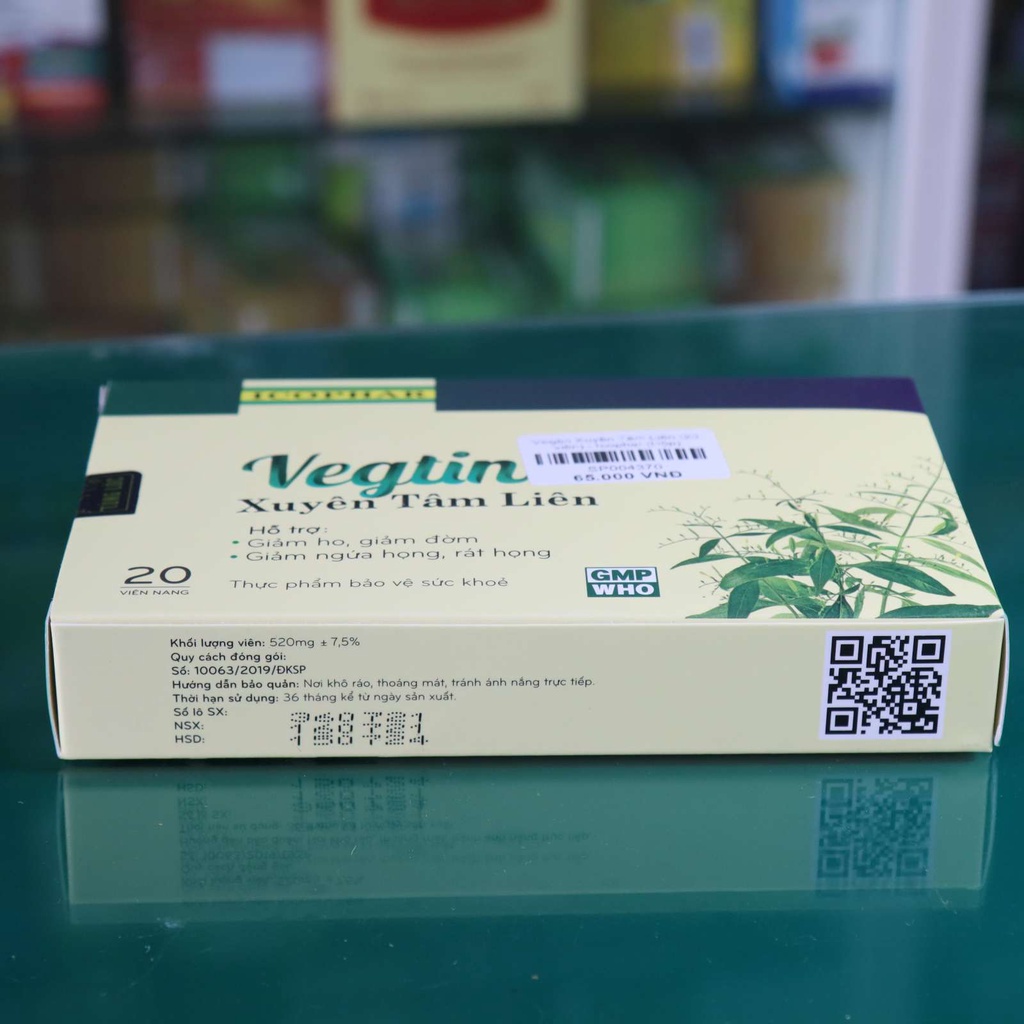 ICOPHAR
Vegtin
Xuyên Tâm Liên
SP004370
65.000 VNĐ
Hỗ trợ:
• Giảm ho, giảm đờm
• Giảm ngứa họng, rát họng
20
VIÊN NANG
Thực phẩm bảo vệ sức khoẻ
GMP
WHO
Khối lượng viên: 520mg ± 7,5%
Quy cách đóng gói:
Số: 10063/2019/ĐKSP
Hướng dẫn bảo quản: Nơi khô ráo, thoáng mát, tránh ánh nắng trực tiếp.
Thời hạn sử dụng: 36 tháng kể từ ngày sản xuất.
Số lô SX:
NSX:
HSD: